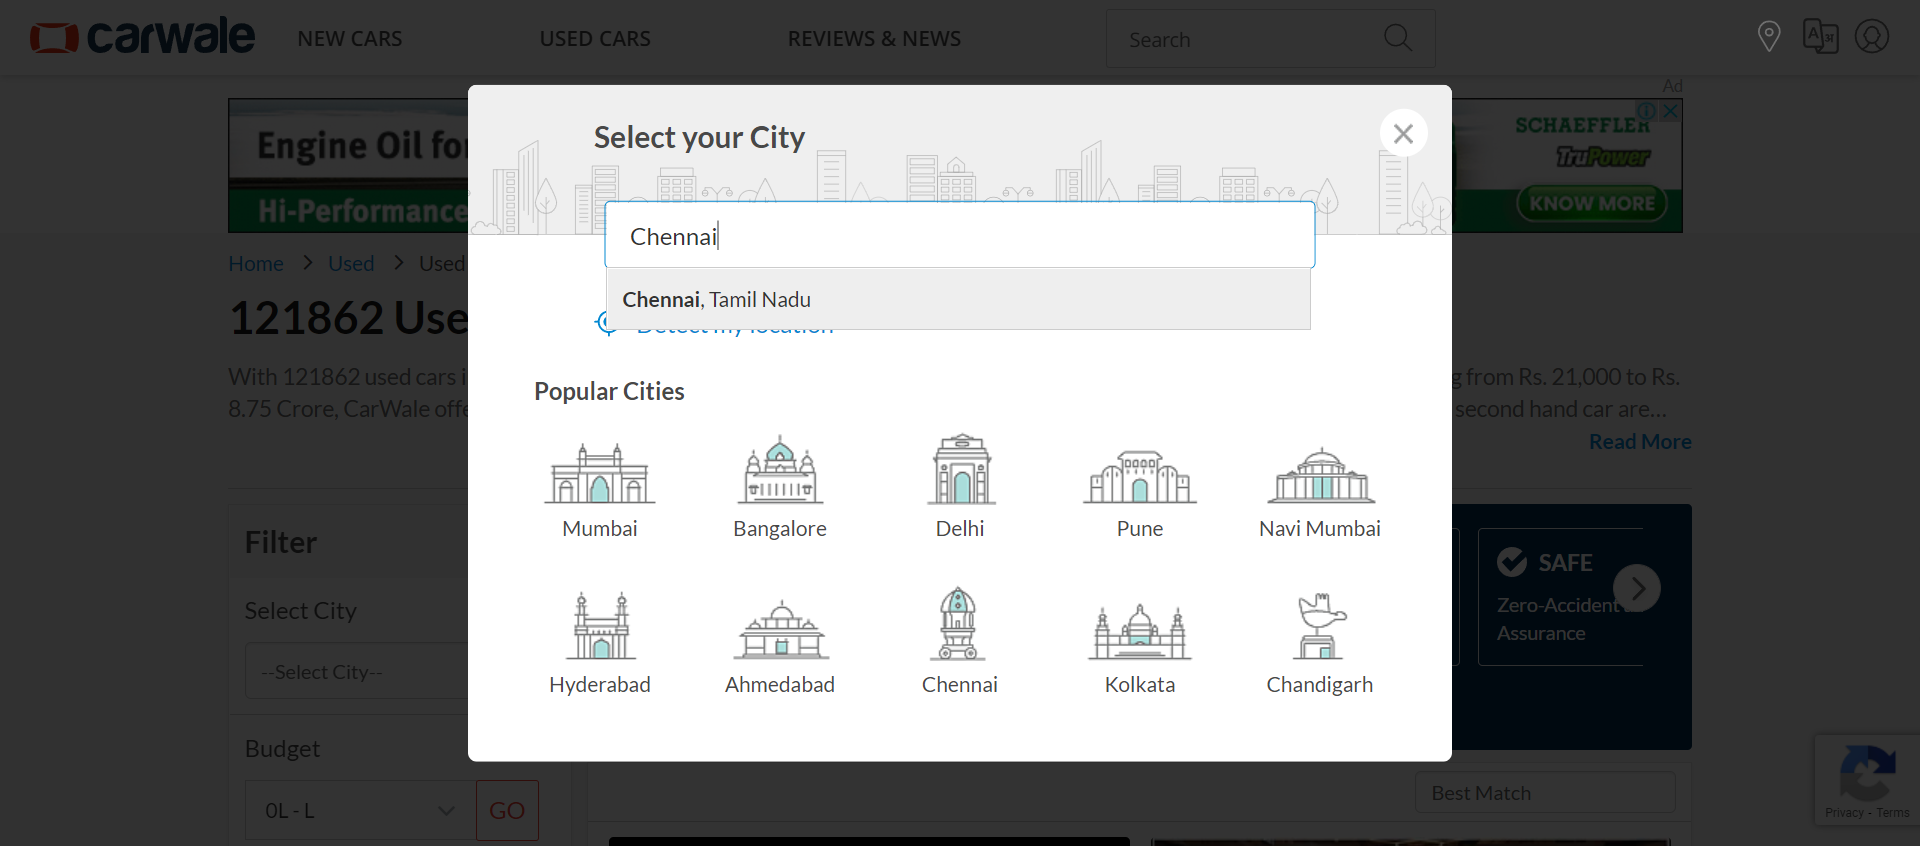 carwale NEW CARS USED CARS REVIEWS & NEWS Search
Ad
Engine Oil for
Hi-Performance
SCHAEFFLER
TruPower
KNOW MORE
Select your City
Chennai
Chennai, Tamil Nadu
Detect my location
Home > Used > Used
121862 Use
With 121862 used cars i
g from Rs. 21,000 to Rs.
8.75 Crore, CarWale offe
second hand car are...
Read More
Popular Cities
Mumbai Bangalore Delhi Pune Navi Mumbai
Hyderabad Ahmedabad Chennai Kolkata Chandigarh
Filter
Select City
--Select City--
Budget
0L - L GO
SAFE
Zero-Accident
Assurance
Best Match
Privacy - Terms